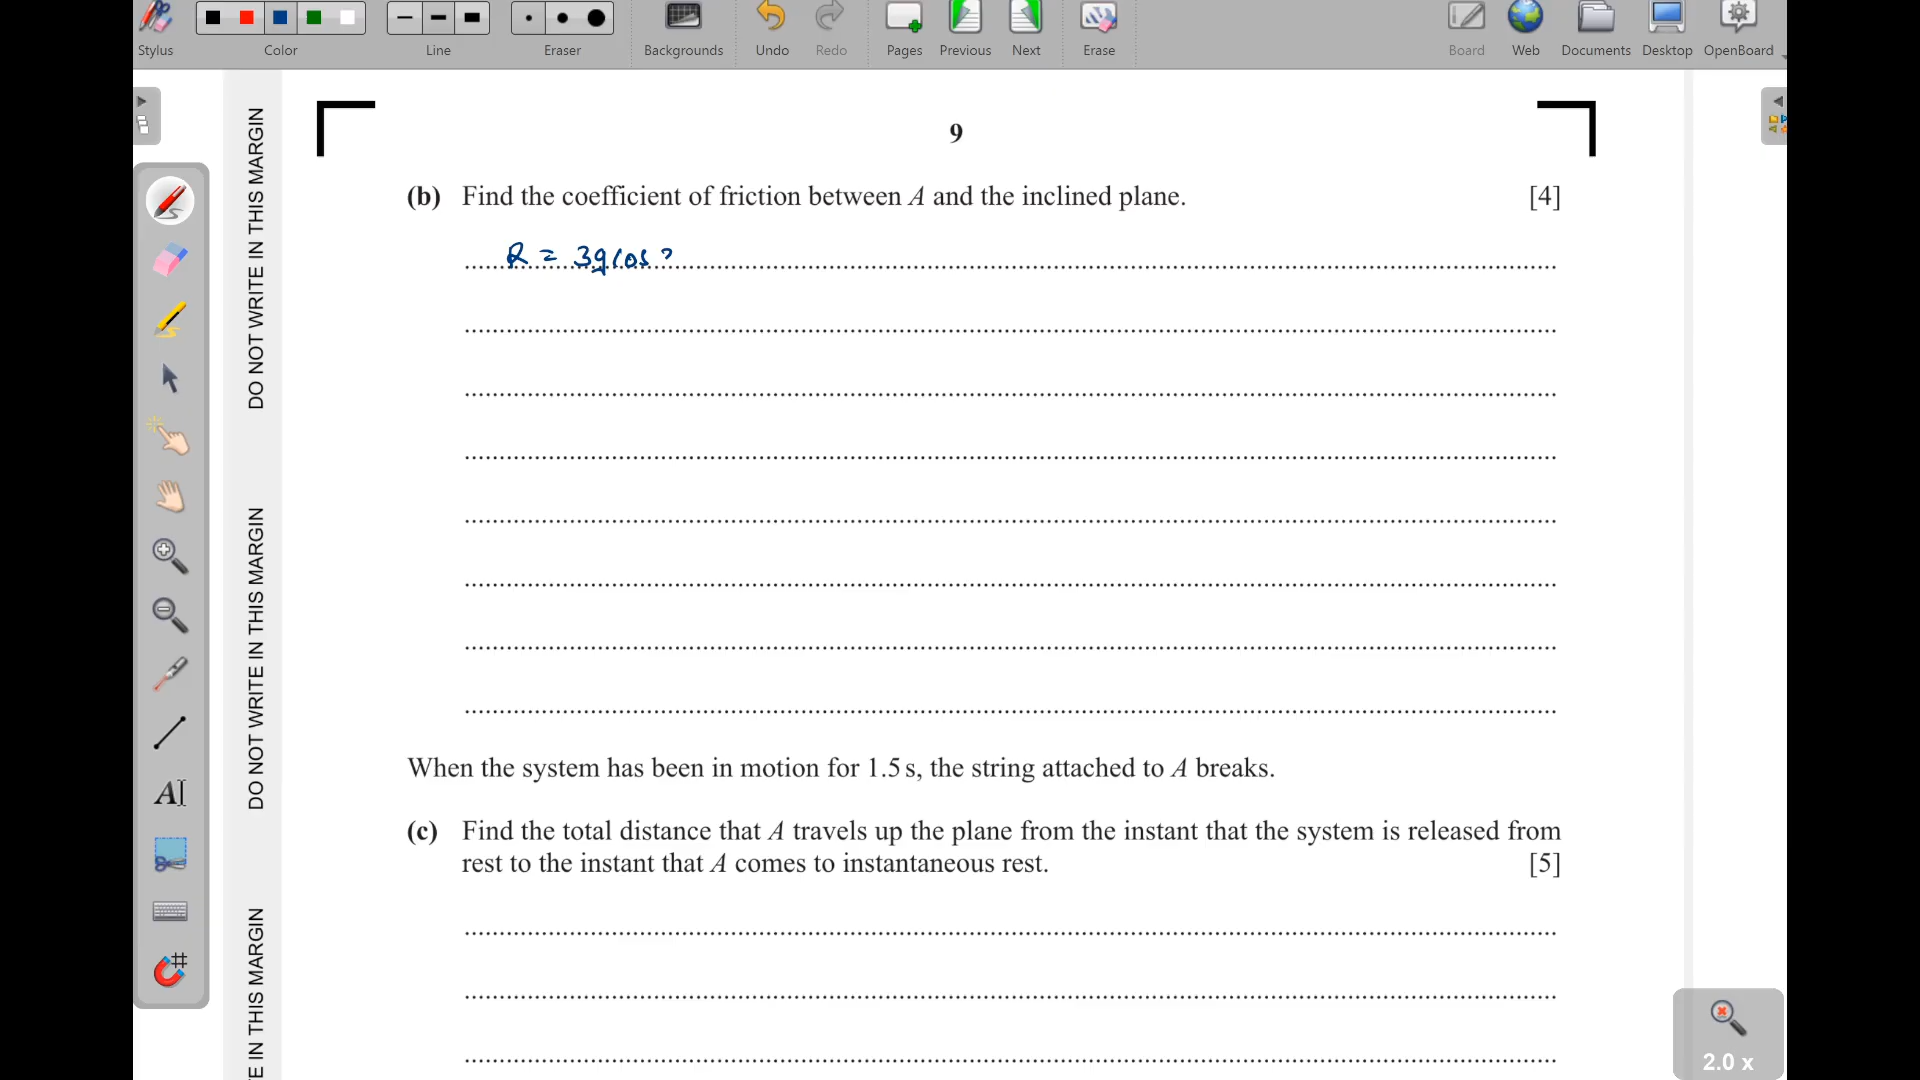 Stylus
Color
Line
Eraser
Backgrounds
Undo
Redo
Pages
Previous
Next
Erase
Board
Web
Documents
Desktop
OpenBoard
DO NOT WRITE IN THIS MARGIN
DO NOT WRITE IN THIS MARGIN
TE IN THIS MARGIN
9
(b) Find the coefficient of friction between A and the inclined plane. [4]
R = 3g cos
When the system has been in motion for 1.5 s, the string attached to A breaks.
(c) Find the total distance that A travels up the plane from the instant that the system is released from
rest to the instant that A comes to instantaneous rest. [5]
2.0 x